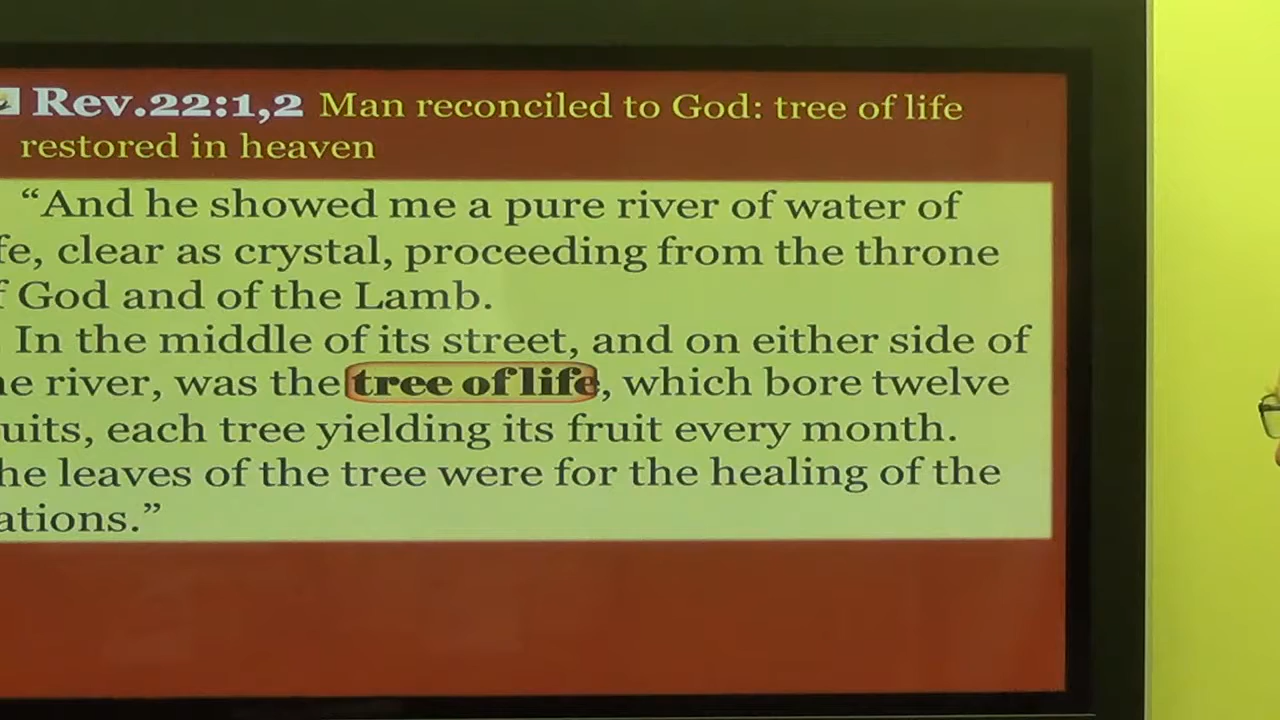 Rev.22:1,2 Man reconciled to God: tree of life
restored in heaven
“And he showed me a pure river of water of
fe, clear as crystal, proceeding from the throne
f God and of the Lamb.
In the middle of its street, and on either side of
he river, was the tree of life, which bore twelve
uits, each tree yielding its fruit every month.
he leaves of the tree were for the healing of the
ations.”